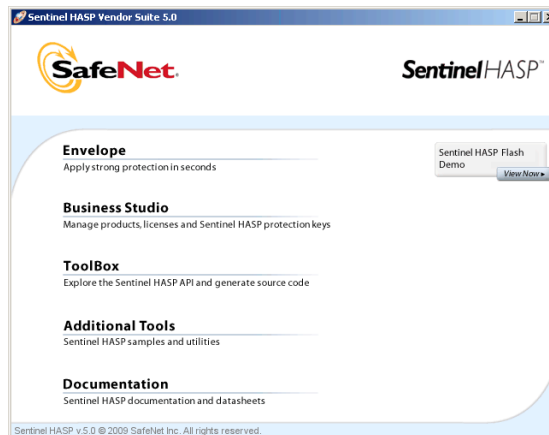 Sentinel HASP Vendor Suite 5.0
SafeNet.
Sentinel HASP™
Envelope
Apply strong protection in seconds
Sentinel HASP Flash
Demo
View Now
Business Studio
Manage products, licenses and Sentinel HASP protection keys
ToolBox
Explore the Sentinel HASP API and generate source code
Additional Tools
Sentinel HASP samples and utilities
Documentation
Sentinel HASP documentation and datasheets
Sentinel HASP v.5.0 © 2009 SafeNet Inc. All rights reserved.